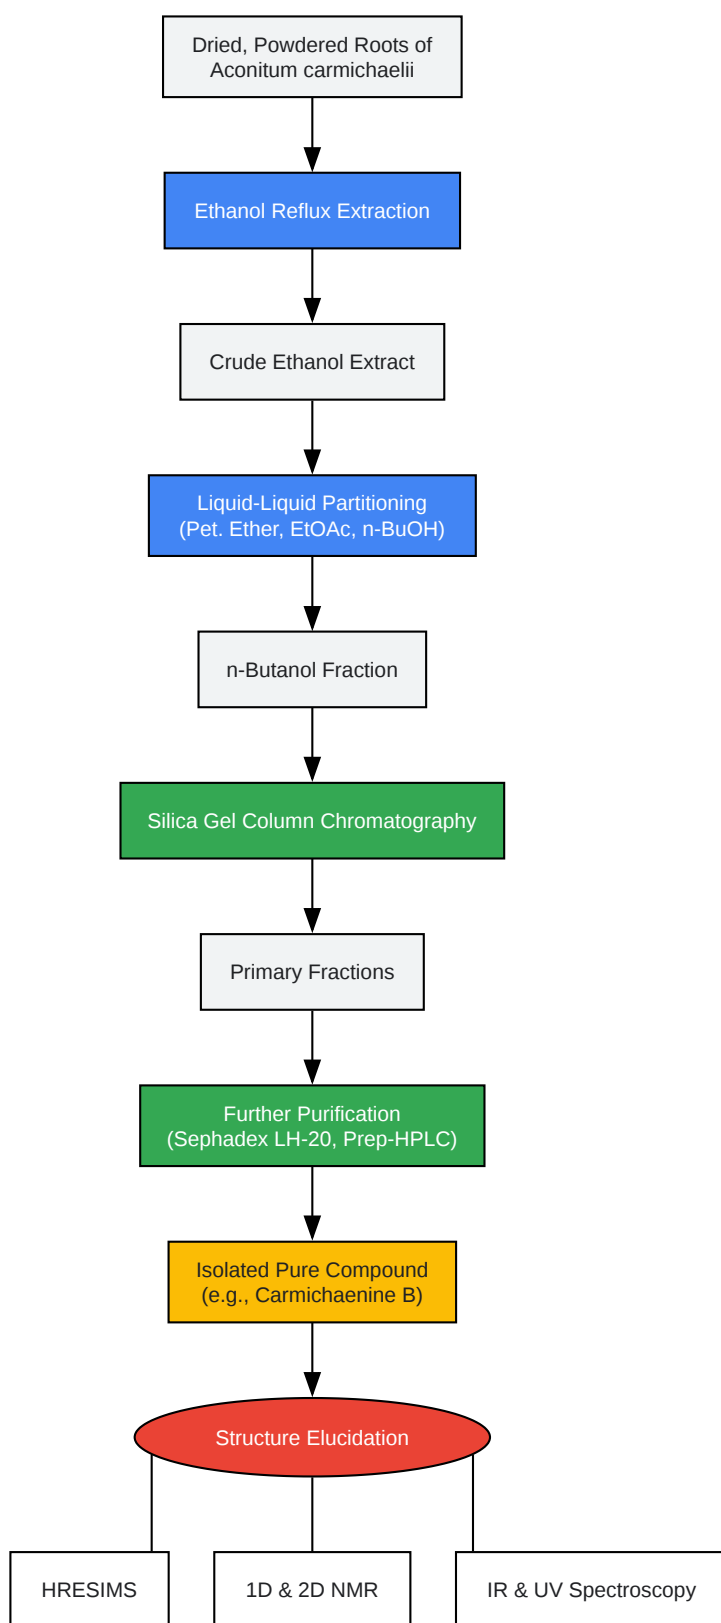 Dried, Powdered Roots of
Aconitum carmichaelii
Ethanol Reflux Extraction
Crude Ethanol Extract
Liquid-Liquid Partitioning
(Pet. Ether, EtOAc, n-BuOH)
n-Butanol Fraction
Silica Gel Column Chromatography
Primary Fractions
Further Purification
(Sephadex LH-20, Prep-HPLC)
Isolated Pure Compound
(e.g., Carmichaenine B)
Structure Elucidation
HRESIMS
1D & 2D NMR
IR & UV Spectroscopy